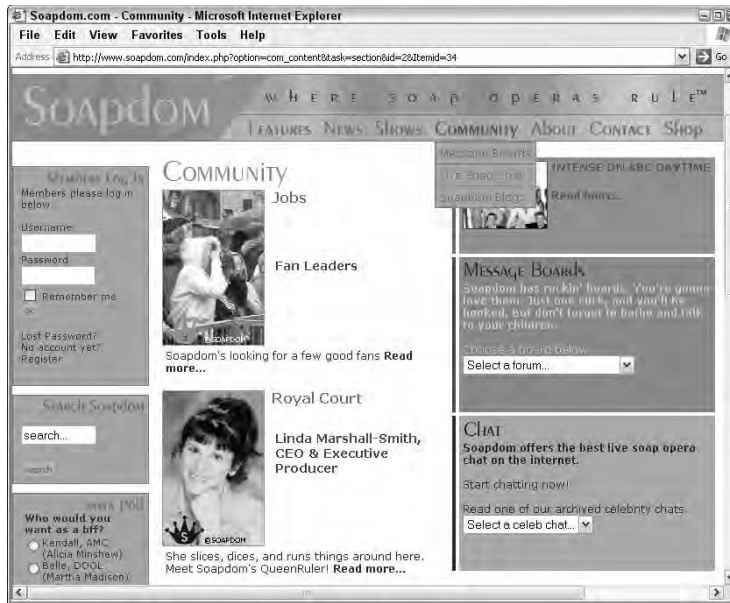 Soapdom.com - Community - Microsoft Internet Explorer
File Edit View Favorites Tools Help
Address http://www.soapdom.com/index.php?option=com_content&task=section&id=2&Itemid=34 Go
SOAPDOM
WHERE SOAP OPERAS RULE™
FEATURES NEWS SHOWS COMMUNITY ABOUT CONTACT SHOP
Message Boards
Live Soap Chat
Soapdom Blogs
Members Log In
Members please log in
below.
Username
Password
Remember me
Lost Password?
No account yet?
Register
Search Soapdom
search...
search
Poll
Who would you
want as a bff?
Kendall, AMC
(Alicia Minshew)
Belle, DOOL
(Martha Madison)
COMMUNITY
Jobs
Fan Leaders
©SOAPDOM
Soapdom's looking for a few good fans Read
more...
Royal Court
Linda Marshall-Smith,
CEO & Executive
Producer
S
©SOAPDOM
She slices, dices, and runs things around here.
Meet Soapdom's QueenRuler! Read more...
INTENSE ON ABC DAYTIME
Read more...
MESSAGE BOARDS
Soapdom has rockin' boards. You're gonna
love them. Just one click, and you'll be
hooked. But don't forget to bathe and talk
to your children.
Choose a board below
Select a forum...
CHAT
Soapdom offers the best live soap opera
chat on the internet.
Start chatting now!
Read one of our archived celebrity chats.
Select a celeb chat...